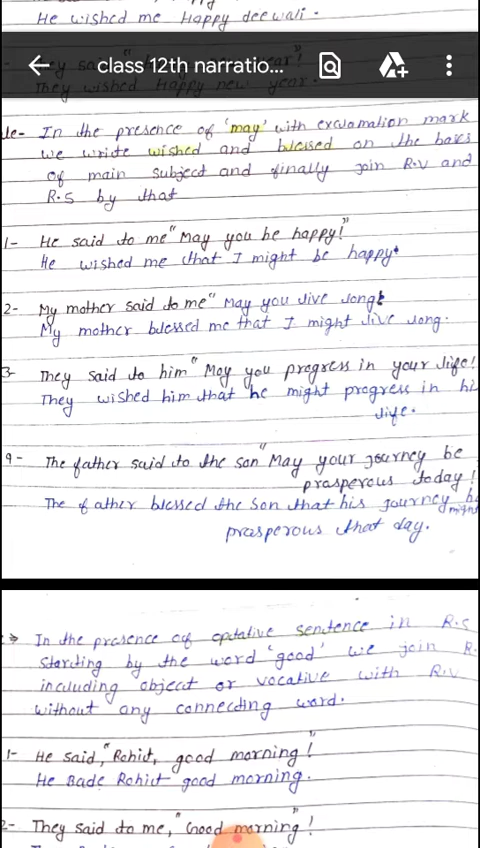 He wished me Happy deewali.
class 12th narratio...
They wished Happy new year.
In the presence of 'may' with exclamation mark
we write wished and blessed on the basis
of main subject and finally join R.V and
R.S by that
1- He said to me "May you be happy!"
He wished me that I might be happy.
2- My mother said to me "May you live long!
My mother blessed me that I might live long.
3- They said to him "May you progress in your life!
They wished him that he might progress in
life.
- The father said to the son "May your journey be
prosperous today!
The father blessed the son that his journey
might
prosperous that day.
In the presence of optative sentence in R.S
Starting by the word 'good' we join
including object or vocative with R.V
without any connecting word.
1- He said, "Rohit, good morning!"
He Bade Rohit good morning.
2- They said to me, "Good morning"!